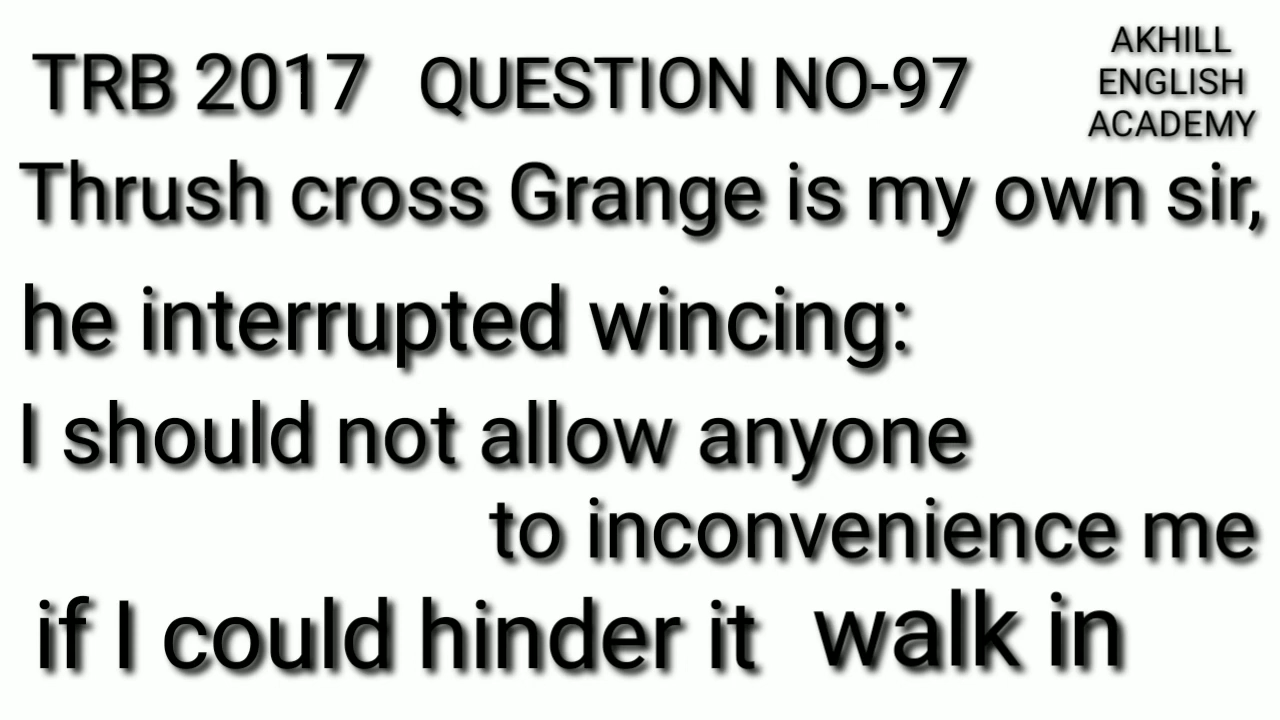 TRB 2017 QUESTION NO-97
AKHILL
ENGLISH
ACADEMY
Thrush cross Grange is my own sir,
he interrupted wincing:
I should not allow anyone
to inconvenience me
if I could hinder it walk in